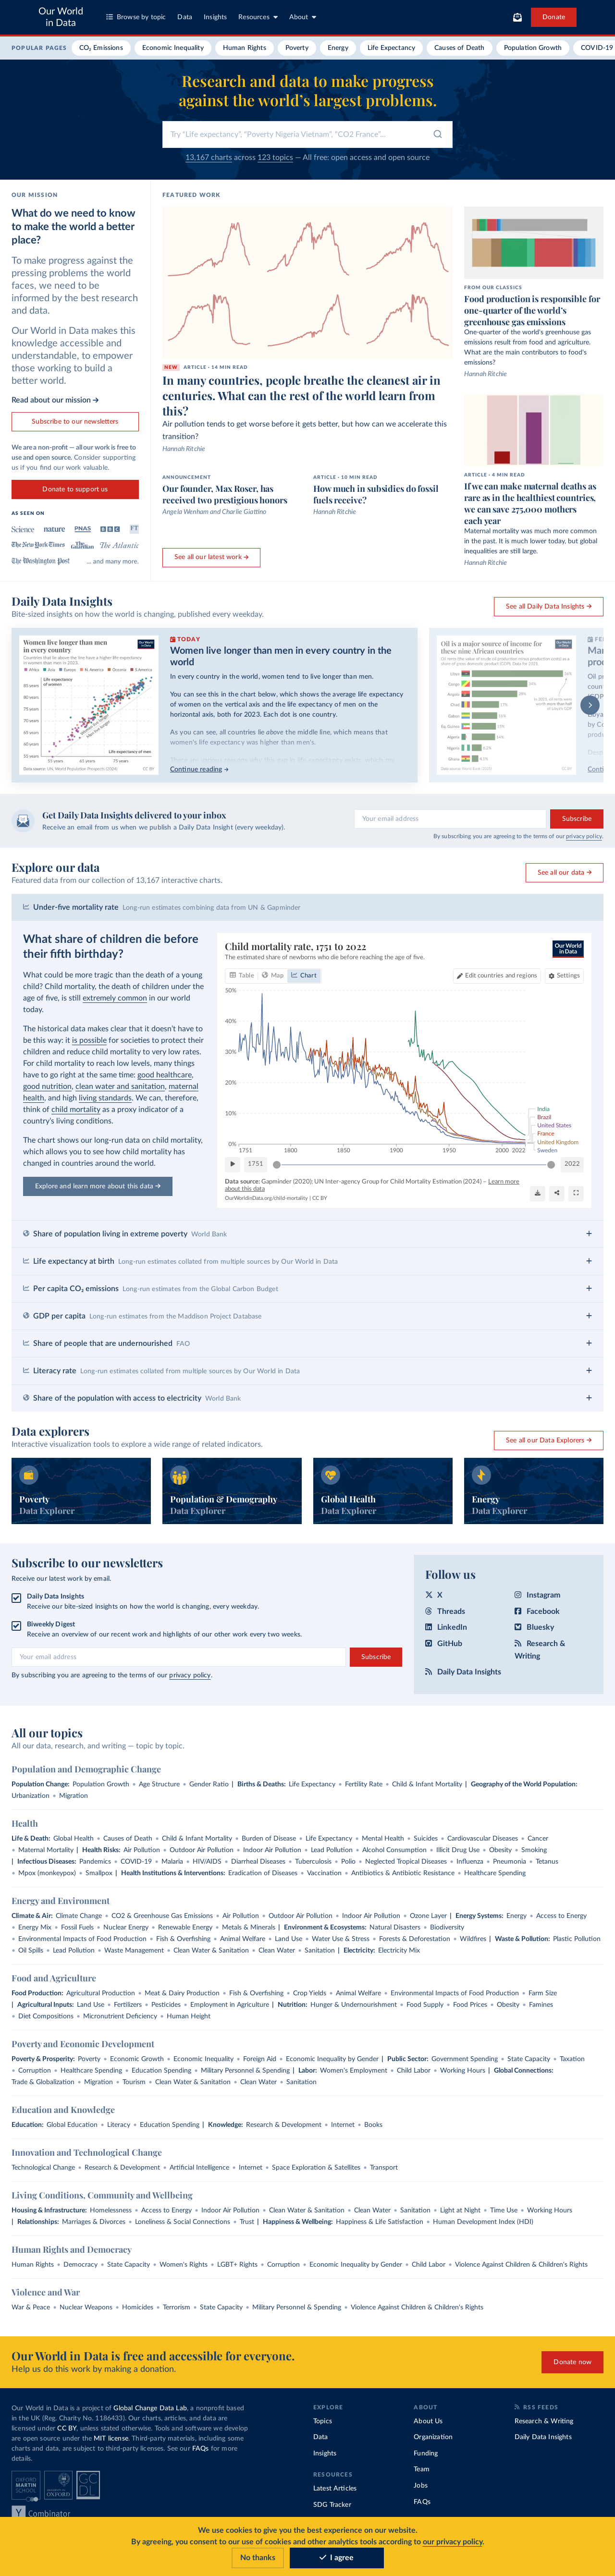 Our World
in Data
Browse by topic
Data
Insights
Resources
About
Donate
POPULAR PAGES
CO₂ Emissions
Economic Inequality
Human Rights
Poverty
Energy
Life Expectancy
Causes of Death
Population Growth
COVID-19
Research and data to make progress
against the world's largest problems.
Try "Life expectancy", "Poverty Nigeria Vietnam", "CO2 France"...
13,167 charts across 123 topics — All free: open access and open source
OUR MISSION
What do we need to know
to make the world a better
place?
To make progress against the
pressing problems the world
faces, we need to be
informed by the best research
and data.
Our World in Data makes this
knowledge accessible and
understandable, to empower
those working to build a
better world.
Read about our mission →
Subscribe to our newsletters
We are a non-profit — all our work is free to
use and open source. Consider supporting
us if you find our work valuable.
Donate to support us
AS SEEN ON
Science
nature
PNAS
BBC
FT
The New York Times
The Guardian
The Atlantic
The Washington Post
... and many more.
FEATURED WORK
NEW ARTICLE · 14 MIN READ
In many countries, people breathe the cleanest air in
centuries. What can the rest of the world learn from
this?
Air pollution tends to get worse before it gets better, but how can we accelerate this
transition?
Hannah Ritchie
ANNOUNCEMENT
Our founder, Max Roser, has
received two prestigious honors
Angela Wenham and Charlie Giattino
ARTICLE · 10 MIN READ
How much in subsidies do fossil
fuels receive?
Hannah Ritchie
See all our latest work →
FROM OUR CLASSICS
Food production is responsible for
one-quarter of the world's
greenhouse gas emissions
One-quarter of the world's greenhouse gas
emissions result from food and agriculture.
What are the main contributors to food's
emissions?
Hannah Ritchie
ARTICLE · 4 MIN READ
If we can make maternal deaths as
rare as in the healthiest countries,
we can save 275,000 mothers
each year
Maternal mortality was much more common
in the past. It is much lower today, but global
inequalities are still large.
Hannah Ritchie
Daily Data Insights
Bite-sized insights on how the world is changing, published every weekday.
See all Daily Data Insights →
Women live longer than men
in every country
TODAY
Women live longer than men in every country in the
world
In every country in the world, women tend to live longer than men.
You can see this in the chart below, which shows the average life expectancy
of women on the vertical axis and the life expectancy of men on the
horizontal axis, both for 2023. Each dot is one country.
As you can see, all countries lie above the middle line, which means that
women's life expectancy was higher than men's.
Continue reading →
Oil is a major source of income for
these nine African countries
Get Daily Data Insights delivered to your inbox
Receive an email from us when we publish a Daily Data Insight (every weekday).
Your email address
Subscribe
By subscribing you are agreeing to the terms of our privacy policy.
Explore our data
Featured data from our collection of 13,167 interactive charts.
See all our data →
Under-five mortality rate Long-run estimates combining data from UN & Gapminder
What share of children die before
their fifth birthday?
What could be more tragic than the death of a young
child? Child mortality, the death of children under the
age of five, is still extremely common in our world
today.
The historical data makes clear that it doesn't have to
be this way: it is possible for societies to protect their
children and reduce child mortality to very low rates.
For child mortality to reach low levels, many things
have to go right at the same time: good healthcare,
good nutrition, clean water and sanitation, maternal
health, and high living standards. We can, therefore,
think of child mortality as a proxy indicator of a
country's living conditions.
The chart shows our long-run data on child mortality,
which allows you to see how child mortality has
changed in countries around the world.
Explore and learn more about this data →
Child mortality rate, 1751 to 2022
The estimated share of newborns who die before reaching the age of five.
Our World
in Data
Table
Map
Chart
Edit countries and regions
Settings
50%
40%
30%
20%
10%
0%
1751
1800
1850
1900
1950
2000
2022
India
Brazil
United States
France
United Kingdom
Sweden
1751
2022
Data source: Gapminder (2020); UN Inter-agency Group for Child Mortality Estimation (2024) – Learn more
about this data
OurWorldinData.org/child-mortality | CC BY
Share of population living in extreme poverty World Bank
Life expectancy at birth Long-run estimates collated from multiple sources by Our World in Data
Per capita CO₂ emissions Long-run estimates from the Global Carbon Budget
GDP per capita Long-run estimates from the Maddison Project Database
Share of people that are undernourished FAO
Literacy rate Long-run estimates collated from multiple sources by Our World in Data
Share of the population with access to electricity World Bank
Data explorers
Interactive visualization tools to explore a wide range of related indicators.
See all our Data Explorers →
Poverty
Data Explorer
Population & Demography
Data Explorer
Global Health
Data Explorer
Energy
Data Explorer
Subscribe to our newsletters
Receive our latest work by email.
Daily Data Insights
Receive our bite-sized insights on how the world is changing, every weekday.
Biweekly Digest
Receive an overview of our recent work and highlights of our other work every two weeks.
Your email address
Subscribe
By subscribing you are agreeing to the terms of our privacy policy.
Follow us
X
Instagram
Threads
Facebook
LinkedIn
Bluesky
GitHub
Research &
Writing
Daily Data Insights
All our topics
All our data, research, and writing — topic by topic.
Population and Demographic Change
Population Change: Population Growth • Age Structure • Gender Ratio | Births & Deaths: Life Expectancy • Fertility Rate • Child & Infant Mortality | Geography of the World Population:
Urbanization • Migration
Health
Life & Death: Global Health • Causes of Death • Child & Infant Mortality • Burden of Disease • Life Expectancy • Mental Health • Suicides • Cardiovascular Diseases • Cancer
• Maternal Mortality | Health Risks: Air Pollution • Outdoor Air Pollution • Indoor Air Pollution • Lead Pollution • Alcohol Consumption • Illicit Drug Use • Obesity • Smoking
| Infectious Diseases: Pandemics • COVID-19 • Malaria • HIV/AIDS • Diarrheal Diseases • Tuberculosis • Polio • Neglected Tropical Diseases • Influenza • Pneumonia • Tetanus
• Mpox (monkeypox) • Smallpox | Health Institutions & Interventions: Eradication of Diseases • Vaccination • Antibiotics & Antibiotic Resistance • Healthcare Spending
Energy and Environment
Climate & Air: Climate Change • CO2 & Greenhouse Gas Emissions • Air Pollution • Outdoor Air Pollution • Indoor Air Pollution • Ozone Layer | Energy Systems: Energy • Access to Energy
• Energy Mix • Fossil Fuels • Nuclear Energy • Renewable Energy • Metals & Minerals | Environment & Ecosystems: Natural Disasters • Biodiversity
• Environmental Impacts of Food Production • Fish & Overfishing • Animal Welfare • Land Use • Water Use & Stress • Forests & Deforestation • Wildfires | Waste & Pollution: Plastic Pollution
• Oil Spills • Lead Pollution • Waste Management • Clean Water & Sanitation • Clean Water • Sanitation | Electricity: Electricity Mix
Food and Agriculture
Food Production: Agricultural Production • Meat & Dairy Production • Fish & Overfishing • Crop Yields • Animal Welfare • Environmental Impacts of Food Production • Farm Size
| Agricultural Inputs: Land Use • Fertilizers • Pesticides • Employment in Agriculture | Nutrition: Hunger & Undernourishment • Food Supply • Food Prices • Obesity • Famines
• Diet Compositions • Micronutrient Deficiency • Human Height
Poverty and Economic Development
Poverty & Prosperity: Poverty • Economic Growth • Economic Inequality • Foreign Aid • Economic Inequality by Gender | Public Sector: Government Spending • State Capacity • Taxation
• Corruption • Healthcare Spending • Education Spending • Military Personnel & Spending | Labor: Women's Employment • Child Labor • Working Hours | Global Connections:
Trade & Globalization • Migration • Tourism • Clean Water & Sanitation • Clean Water • Sanitation
Education and Knowledge
Education: Global Education • Literacy • Education Spending | Knowledge: Research & Development • Internet • Books
Innovation and Technological Change
Technological Change • Research & Development • Artificial Intelligence • Internet • Space Exploration & Satellites • Transport
Living Conditions, Community and Wellbeing
Housing & Infrastructure: Homelessness • Access to Energy • Indoor Air Pollution • Clean Water & Sanitation • Clean Water • Sanitation • Light at Night • Time Use • Working Hours
| Relationships: Marriages & Divorces • Loneliness & Social Connections • Trust | Happiness & Wellbeing: Happiness & Life Satisfaction • Human Development Index (HDI)
Human Rights and Democracy
Human Rights • Democracy • State Capacity • Women's Rights • LGBT+ Rights • Corruption • Economic Inequality by Gender • Child Labor • Violence Against Children & Children's Rights
Violence and War
War & Peace • Nuclear Weapons • Homicides • Terrorism • State Capacity • Military Personnel & Spending • Violence Against Children & Children's Rights
Our World in Data is free and accessible for everyone.
Help us do this work by making a donation.
Donate now
Our World in Data is a project of Global Change Data Lab, a nonprofit based
in the UK (Reg. Charity No. 1186433). Our charts, articles, and data are
licensed under CC BY, unless stated otherwise. Tools and software we develop
are open source under the MIT license. Third-party materials, including some
charts and data, are subject to third-party licenses. See our FAQs for more
details.
OXFORD
MARTIN
SCHOOL
UNIVERSITY OF
OXFORD
GC
DL
Y Combinator
EXPLORE
Topics
Data
Insights
RESOURCES
Latest Articles
SDG Tracker
ABOUT
About Us
Organization
Funding
Team
Jobs
FAQs
RSS FEEDS
Research & Writing
Daily Data Insights
We use cookies to give you the best experience on our website.
By agreeing, you consent to our use of cookies and other analytics tools according to our privacy policy.
No thanks
I agree